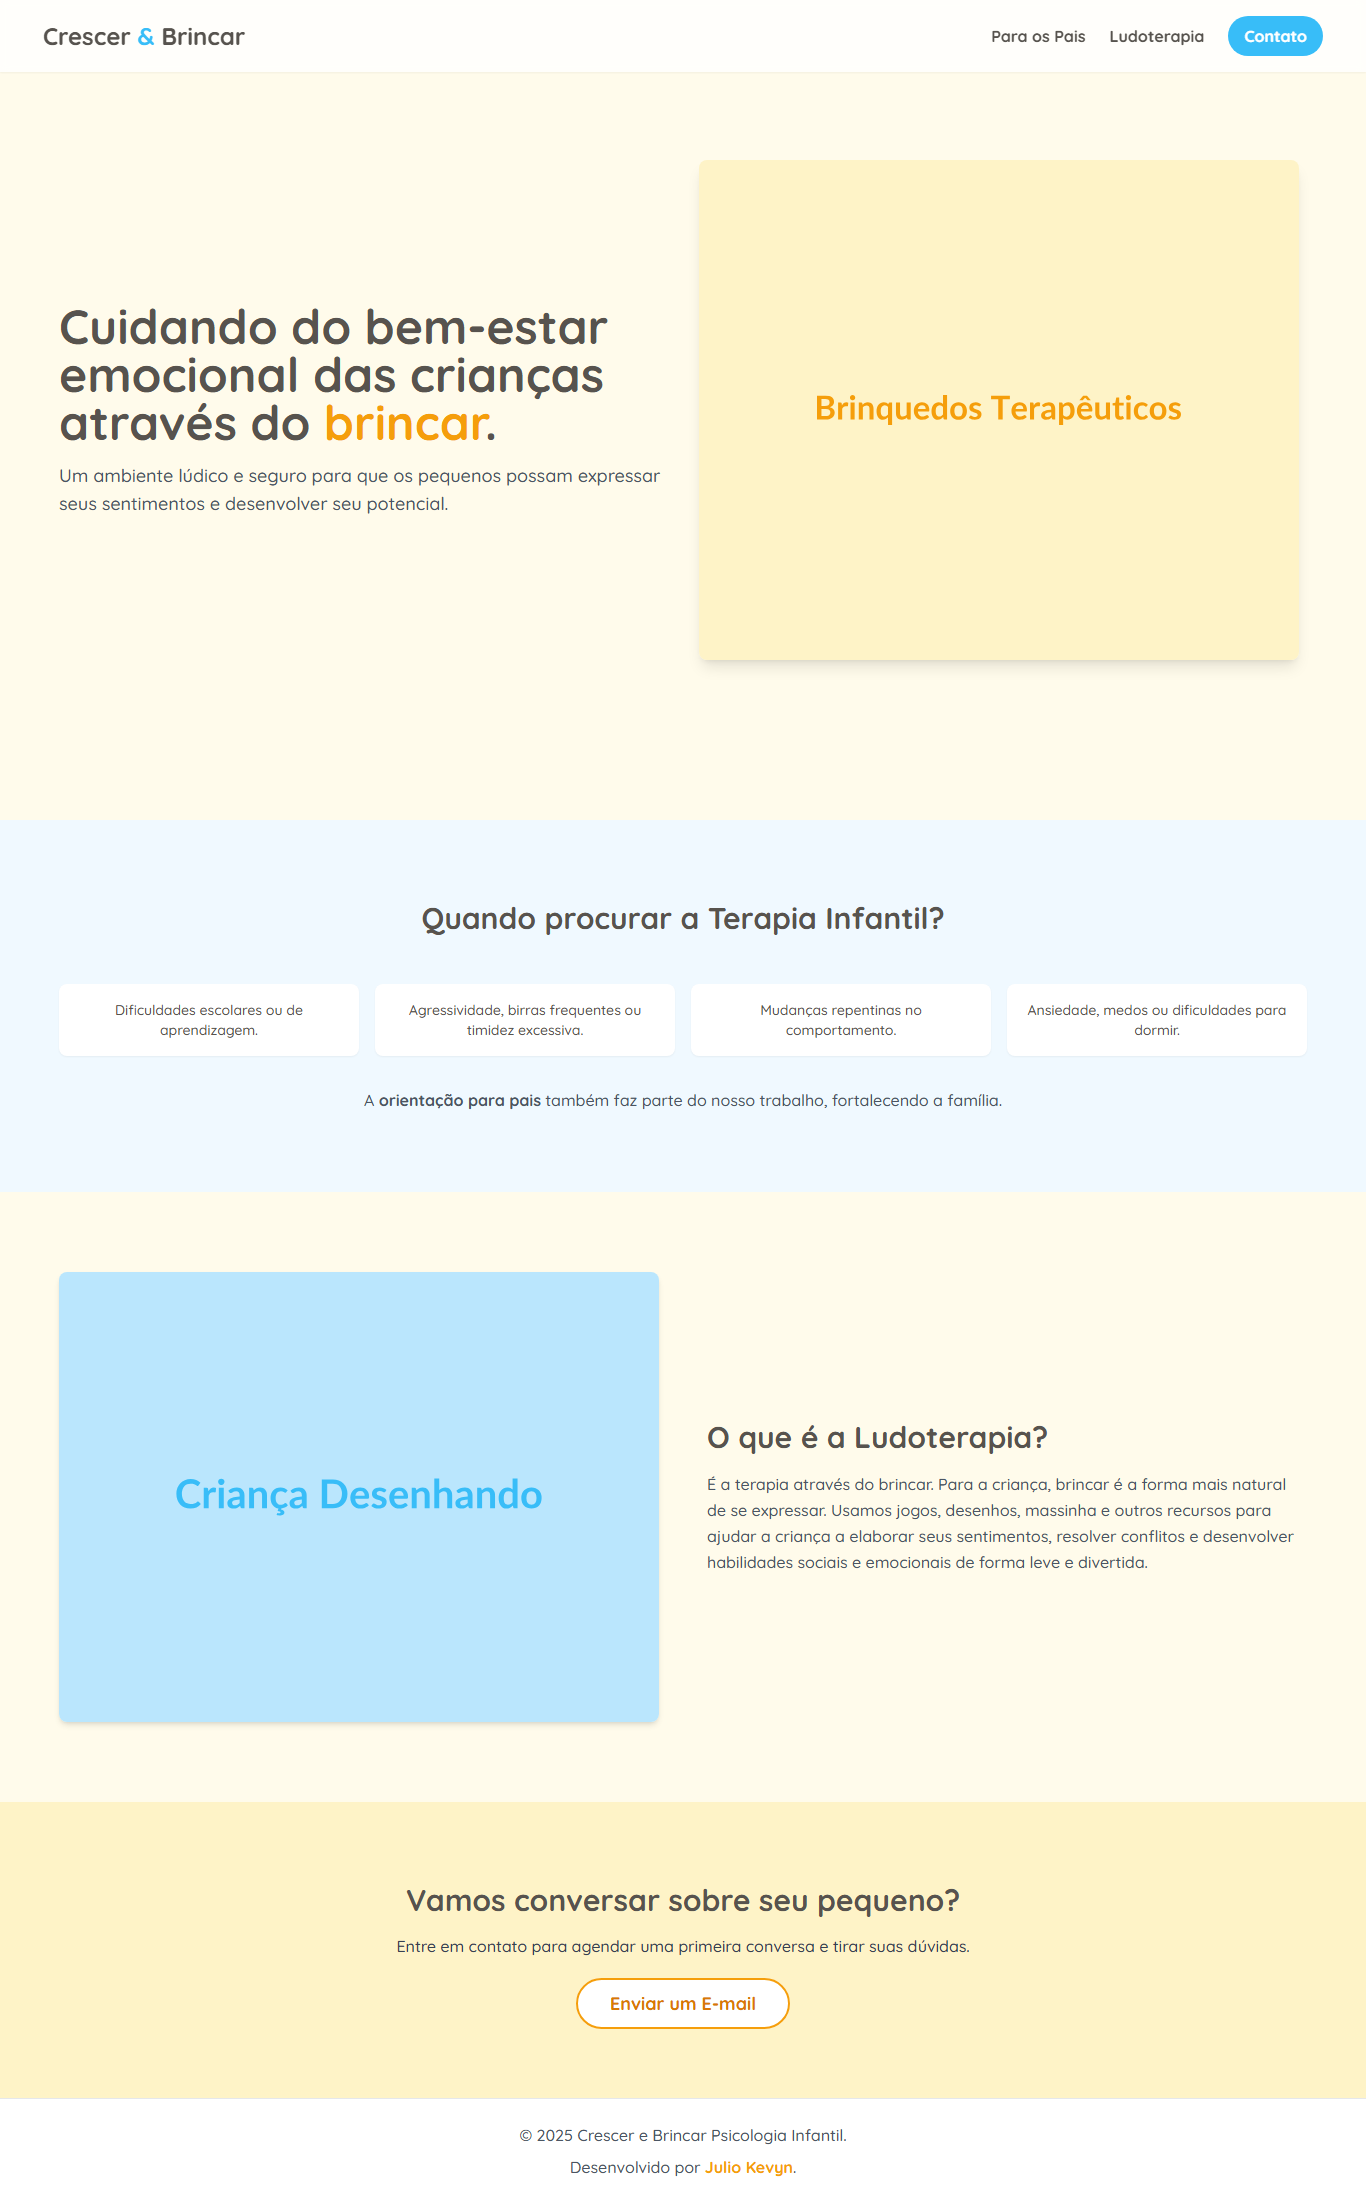 Crescer & Brincar
Para os Pais
Ludoterapia
Contato
Cuidando do bem-estar
emocional das crianças
através do brincar.
Um ambiente lúdico e seguro para que os pequenos possam expressar
seus sentimentos e desenvolver seu potencial.
Brinquedos Terapêuticos
Quando procurar a Terapia Infantil?
Dificuldades escolares ou de
aprendizagem.
Agressividade, birras frequentes ou
timidez excessiva.
Mudanças repentinas no
comportamento.
Ansiedade, medos ou dificuldades para
dormir.
A orientação para pais também faz parte do nosso trabalho, fortalecendo a família.
Criança Desenhando
O que é a Ludoterapia?
É a terapia através do brincar. Para a criança, brincar é a forma mais natural
de se expressar. Usamos jogos, desenhos, massinha e outros recursos para
ajudar a criança a elaborar seus sentimentos, resolver conflitos e desenvolver
habilidades sociais e emocionais de forma leve e divertida.
Vamos conversar sobre seu pequeno?
Entre em contato para agendar uma primeira conversa e tirar suas dúvidas.
Enviar um E-mail
© 2025 Crescer e Brincar Psicologia Infantil.
Desenvolvido por Julio Kevyn.